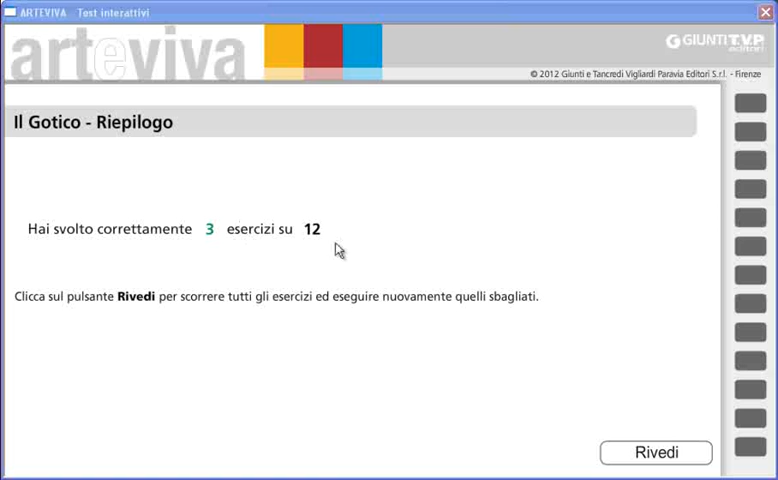 ARTEVIVA Test interattivi
arteviva
GIUNTI T.V.P.
editori
© 2012 Giunti e Tancredi Vigliardi Paravia Editori S.r.l. - Firenze
Il Gotico - Riepilogo
Hai svolto correttamente 3 esercizi su 12
Clicca sul pulsante Rivedi per scorrere tutti gli esercizi ed eseguire nuovamente quelli sbagliati.
Rivedi